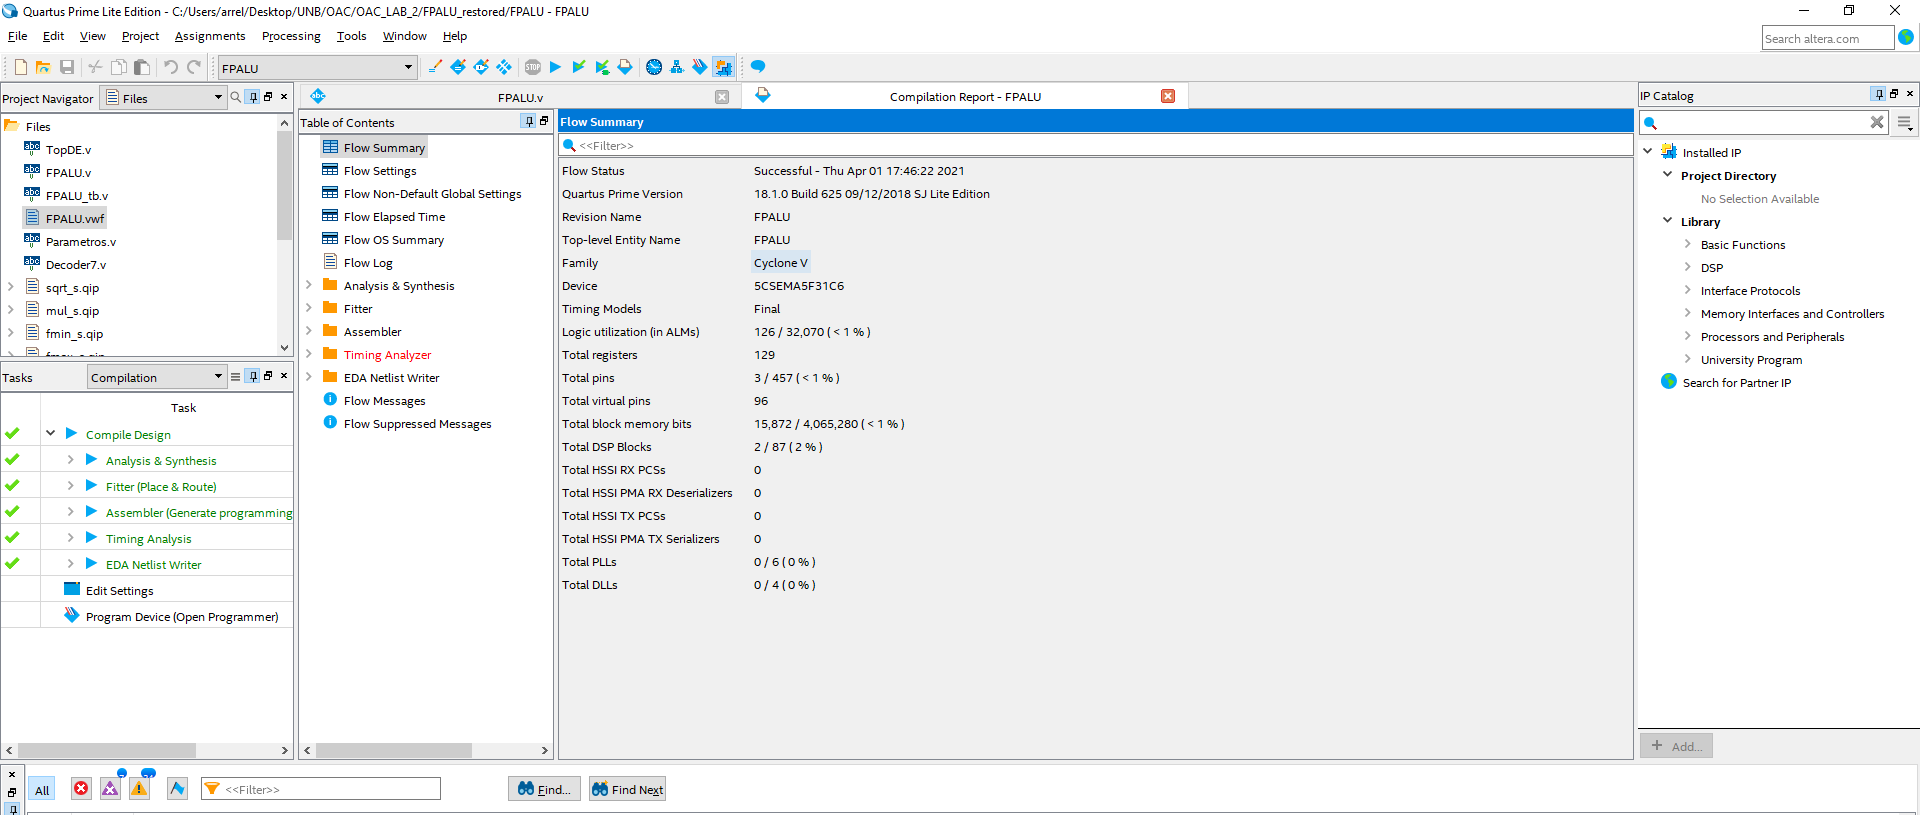 Quartus Prime Lite Edition - C:/Users/arrel/Desktop/UNB/OAC/OAC_LAB_2/FPALU_restored/FPALU - FPALU
File Edit View Project Assignments Processing Tools Window Help
Search altera.com
FPALU
STOP
Project Navigator
Files
FPALU.v
Compilation Report - FPALU
IP Catalog
Files
TopDE.v
FPALU.v
FPALU_tb.v
FPALU.vwf
Parametros.v
Decoder7.v
sqrt_s.qip
mul_s.qip
fmin_s.qip
Tasks
Compilation
Task
Compile Design
Analysis & Synthesis
Fitter (Place & Route)
Assembler (Generate programming
Timing Analysis
EDA Netlist Writer
Edit Settings
Program Device (Open Programmer)
Table of Contents
Flow Summary
Flow Settings
Flow Non-Default Global Settings
Flow Elapsed Time
Flow OS Summary
Flow Log
Analysis & Synthesis
Fitter
Assembler
Timing Analyzer
EDA Netlist Writer
Flow Messages
Flow Suppressed Messages
Flow Summary
<<Filter>>
Flow Status Successful - Thu Apr 01 17:46:22 2021
Quartus Prime Version 18.1.0 Build 625 09/12/2018 SJ Lite Edition
Revision Name FPALU
Top-level Entity Name FPALU
Family Cyclone V
Device 5CSEMA5F31C6
Timing Models Final
Logic utilization (in ALMs) 126 / 32,070 ( < 1 % )
Total registers 129
Total pins 3 / 457 ( < 1 % )
Total virtual pins 96
Total block memory bits 15,872 / 4,065,280 ( < 1 % )
Total DSP Blocks 2 / 87 ( 2 % )
Total HSSI RX PCSs 0
Total HSSI PMA RX Deserializers 0
Total HSSI TX PCSs 0
Total HSSI PMA TX Serializers 0
Total PLLs 0 / 6 ( 0 % )
Total DLLs 0 / 4 ( 0 % )
Installed IP
Project Directory
No Selection Available
Library
Basic Functions
DSP
Interface Protocols
Memory Interfaces and Controllers
Processors and Peripherals
University Program
Search for Partner IP
+ Add...
All
<<Filter>>
Find...
Find Next